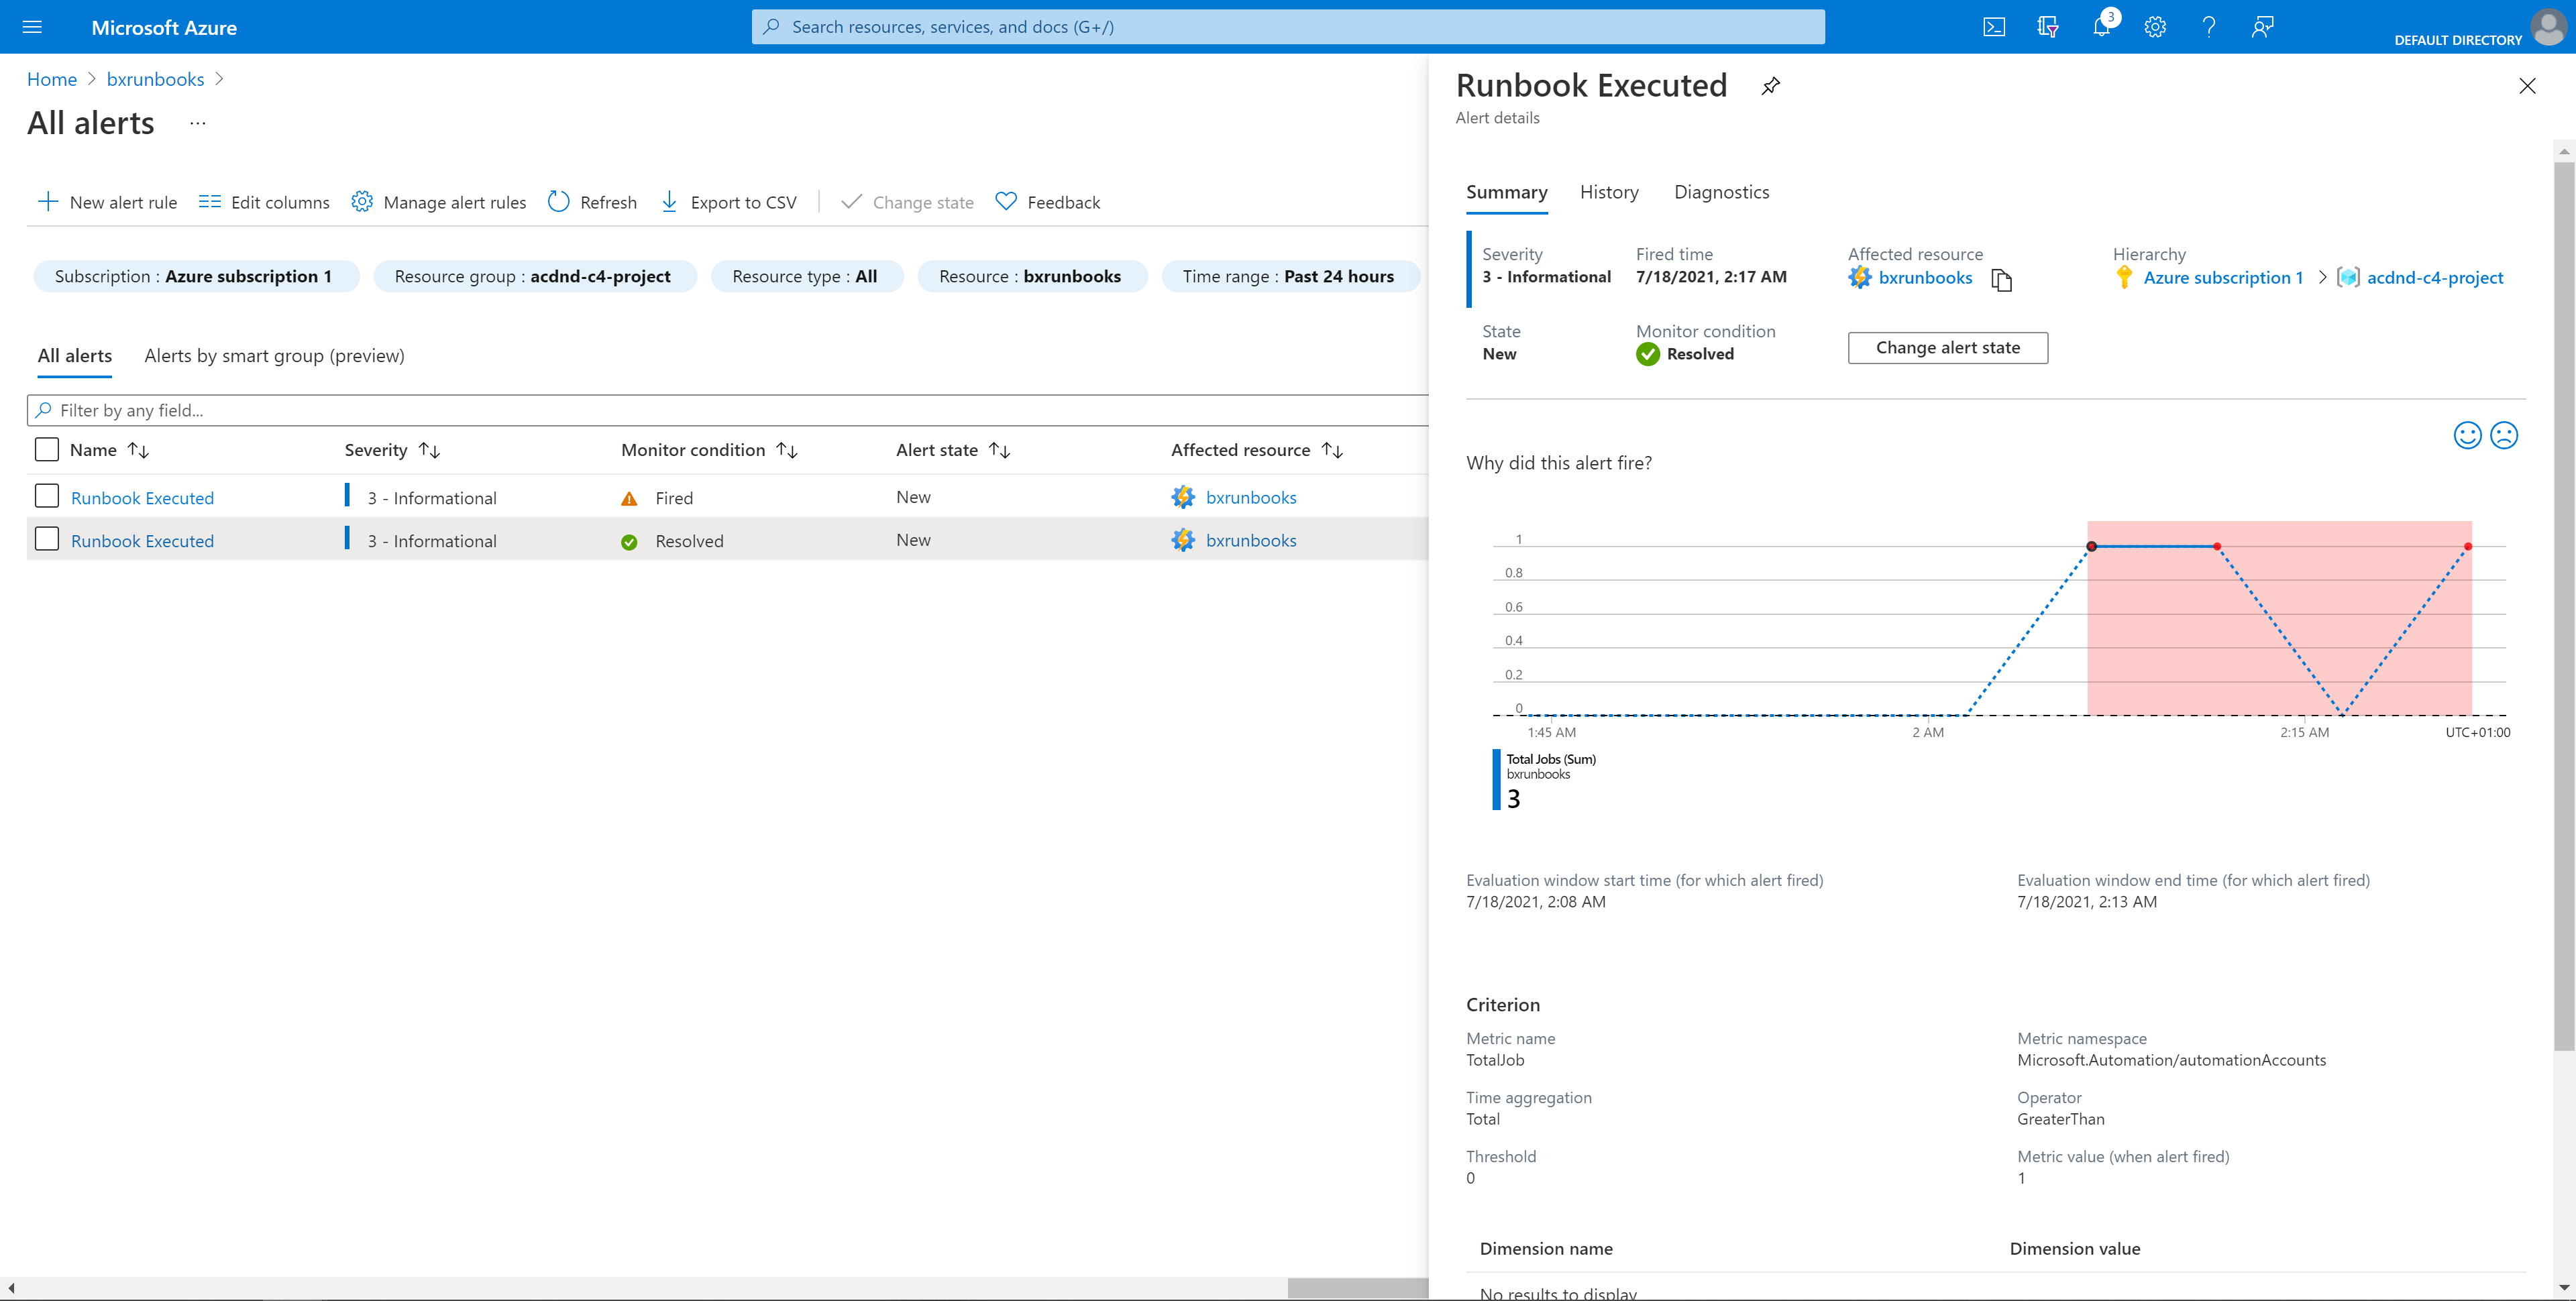 Microsoft Azure
Search resources, services, and docs (G+/)
3
DEFAULT DIRECTORY
Home > bxrunbooks >
All alerts ...
New alert rule Edit columns Manage alert rules Refresh Export to CSV Change state Feedback
Subscription : Azure subscription 1 Resource group : acdnd-c4-project Resource type : All Resource : bxrunbooks Time range : Past 24 hours
All alerts Alerts by smart group (preview)
Filter by any field...
Name Severity Monitor condition Alert state Affected resource
Runbook Executed 3 - Informational Fired New bxrunbooks
Runbook Executed 3 - Informational Resolved New bxrunbooks
Runbook Executed
Alert details
Summary History Diagnostics
Severity Fired time Affected resource Hierarchy
3 - Informational 7/18/2021, 2:17 AM bxrunbooks Azure subscription 1 > acdnd-c4-project
State Monitor condition
New Resolved Change alert state
Why did this alert fire?
1
0.8
0.6
0.4
0.2
0
1:45 AM 2 AM 2:15 AM UTC+01:00
Total Jobs (Sum)
bxrunbooks
3
Evaluation window start time (for which alert fired) Evaluation window end time (for which alert fired)
7/18/2021, 2:08 AM 7/18/2021, 2:13 AM
Criterion
Metric name Metric namespace
TotalJob Microsoft.Automation/automationAccounts
Time aggregation Operator
Total GreaterThan
Threshold Metric value (when alert fired)
0 1
Dimension name Dimension value
No results to display